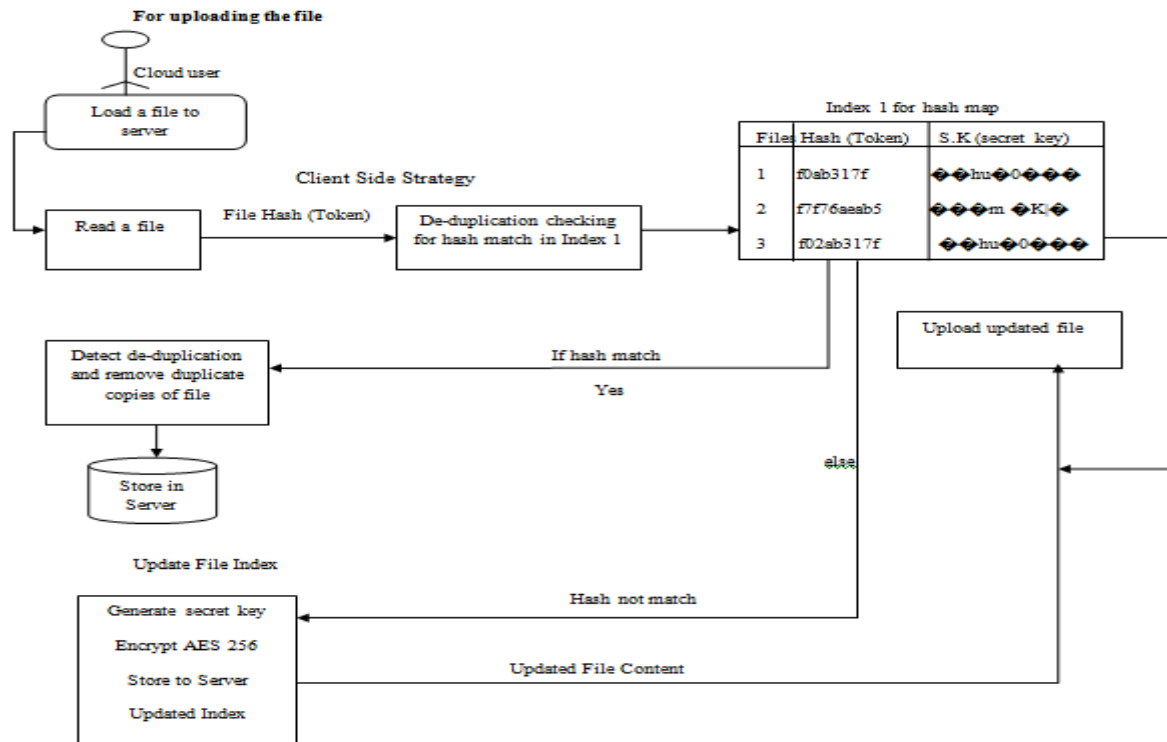 For uploading the file
Cloud user
Load a file to
server
Index 1 for hash map
Files Hash (Token) S.K (secret key)
1 f0ab317f ��hu�0���
2 f7f76aeab5 ���m �K|�
3 f02ab317f ��hu�0���
Client Side Strategy
File Hash (Token)
Read a file
De-duplication checking
for hash match in Index 1
Upload updated file
Detect de-duplication
and remove duplicate
copies of file
If hash match
Yes
else
Store in
Server
Update File Index
Hash not match
Generate secret key
Encrypt AES 256
Store to Server
Updated Index
Updated File Content